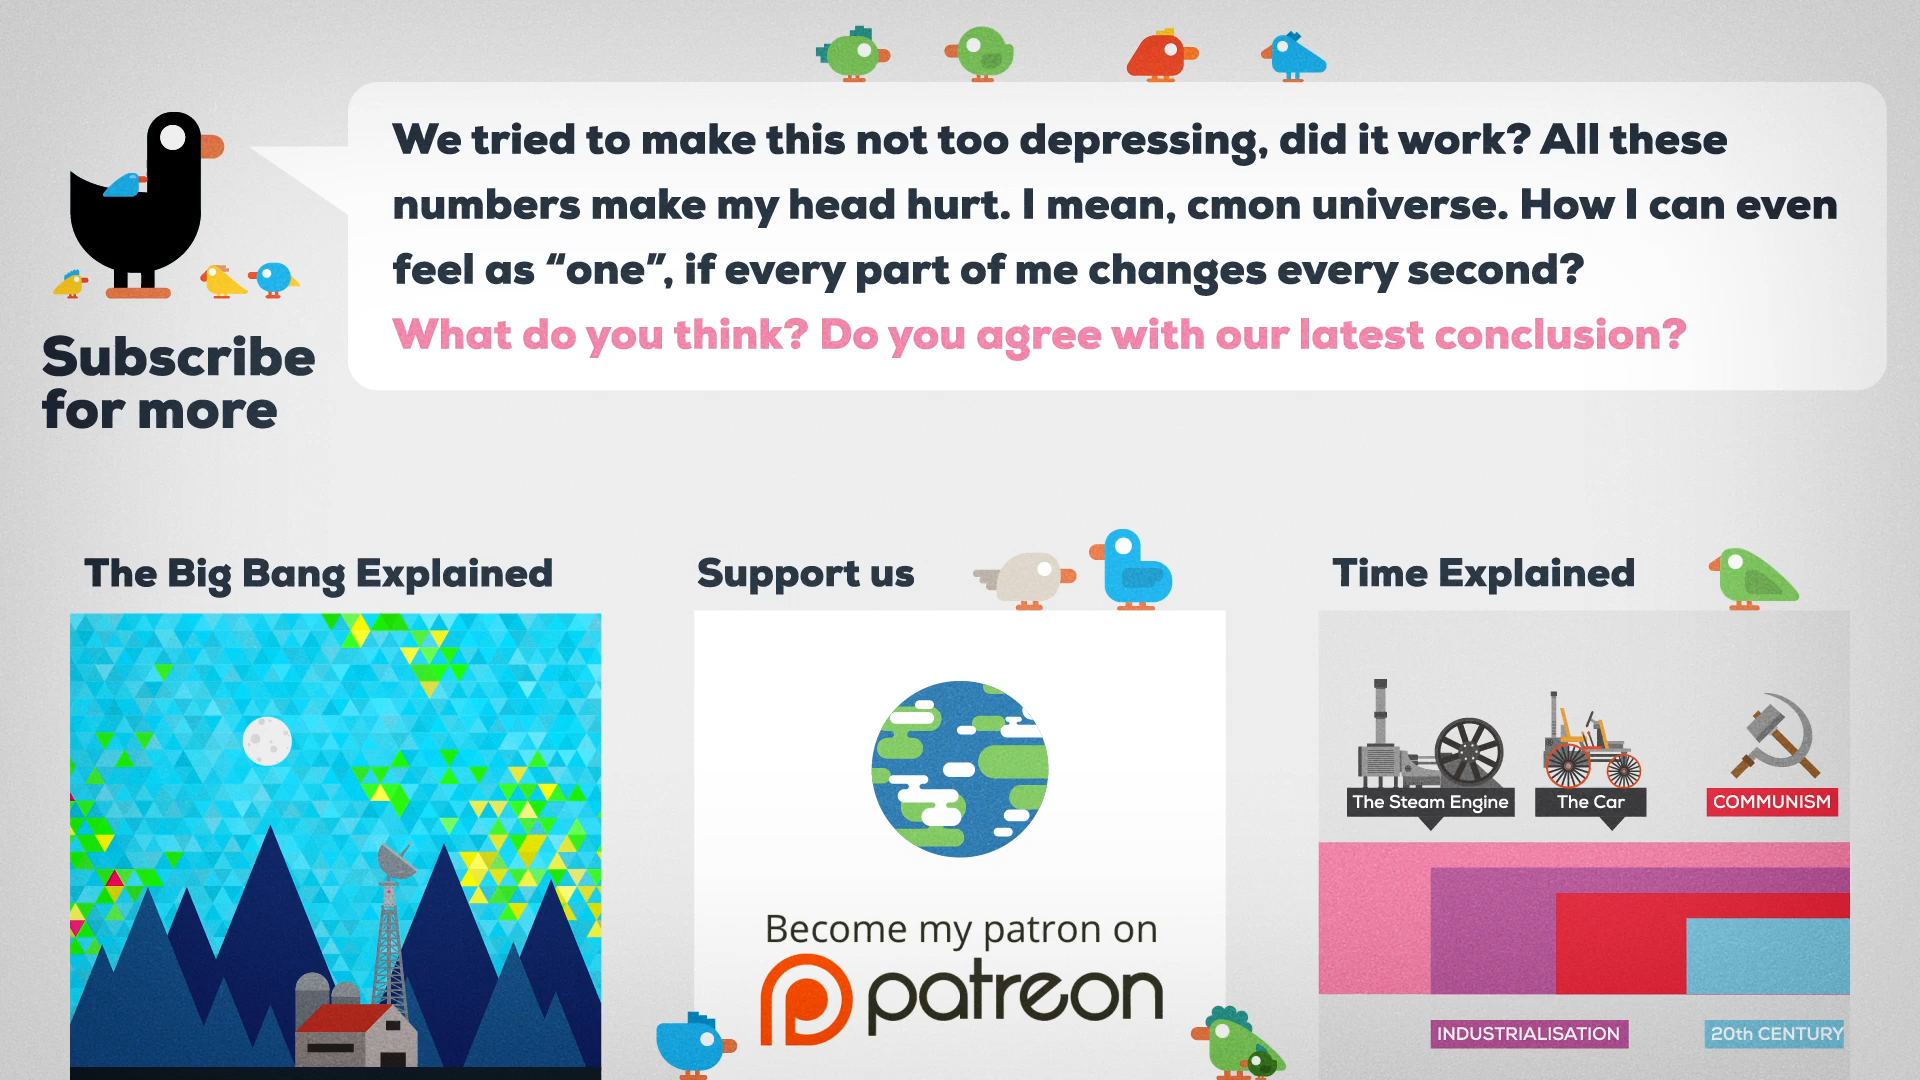 We tried to make this not too depressing, did it work? All these
numbers make my head hurt. I mean, cmon universe. How I can even
feel as “one”, if every part of me changes every second?
What do you think? Do you agree with our latest conclusion?
Subscribe
for more
The Big Bang Explained
Support us
Become my patron on
patreon
Time Explained
The Steam Engine
The Car
COMMUNISM
INDUSTRIALISATION
20th CENTURY